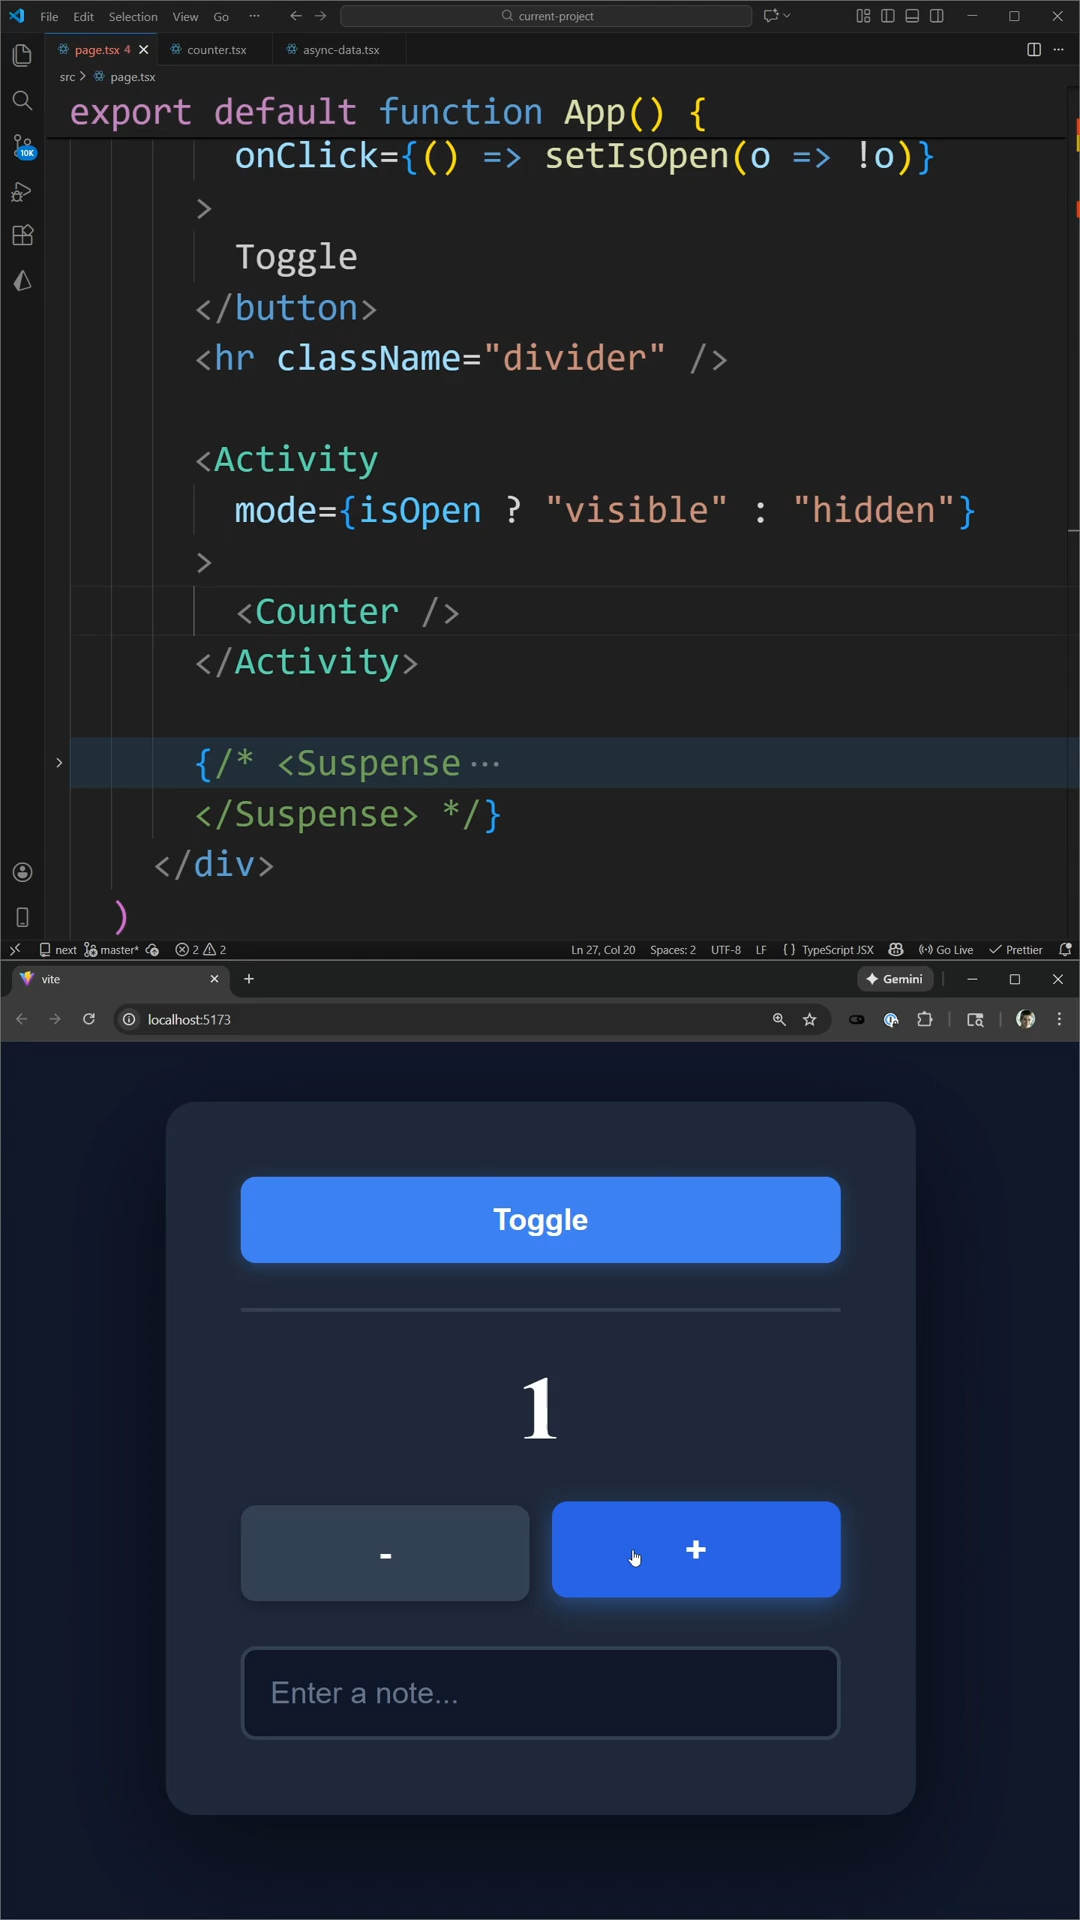 File Edit Selection View Go ··· current-project
page.tsx 4 counter.tsx async-data.tsx ···
src > page.tsx
export default function App() {
onClick={() => setIsOpen(o => !o)}
>
Toggle
</button>
<hr className="divider" />
<Activity
mode={isOpen ? "visible" : "hidden"}
>
<Counter />
</Activity>
{/* <Suspense ···
</Suspense> */}
</div>
)
10K
next master* 2 2 Ln 27, Col 20 Spaces: 2 UTF-8 LF { } TypeScript JSX Go Live Prettier
vite Gemini
localhost:5173
Toggle
1
- +
Enter a note...